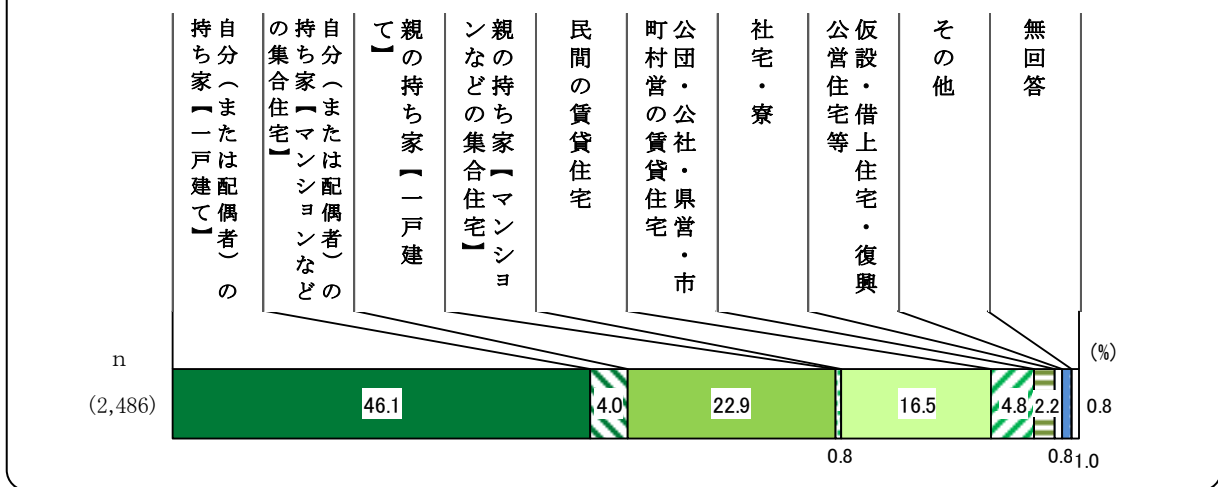 自分（または配偶者）の
持ち家【一戸建て】
自分（または配偶者）の
持ち家【マンションなど
の集合住宅】
親の持ち家【一戸建
て】
親の持ち家【マンショ
ンなどの集合住宅】
民間の賃貸住宅
公団・公社・県営・市
町村営の賃貸住宅
社宅・寮
仮設・借上住宅・復興
公営住宅等
その他
無回答
n
(%)
(2,486)
46.1
4.0
22.9
16.5
4.8
2.2
0.8
0.8
0.8
1.0